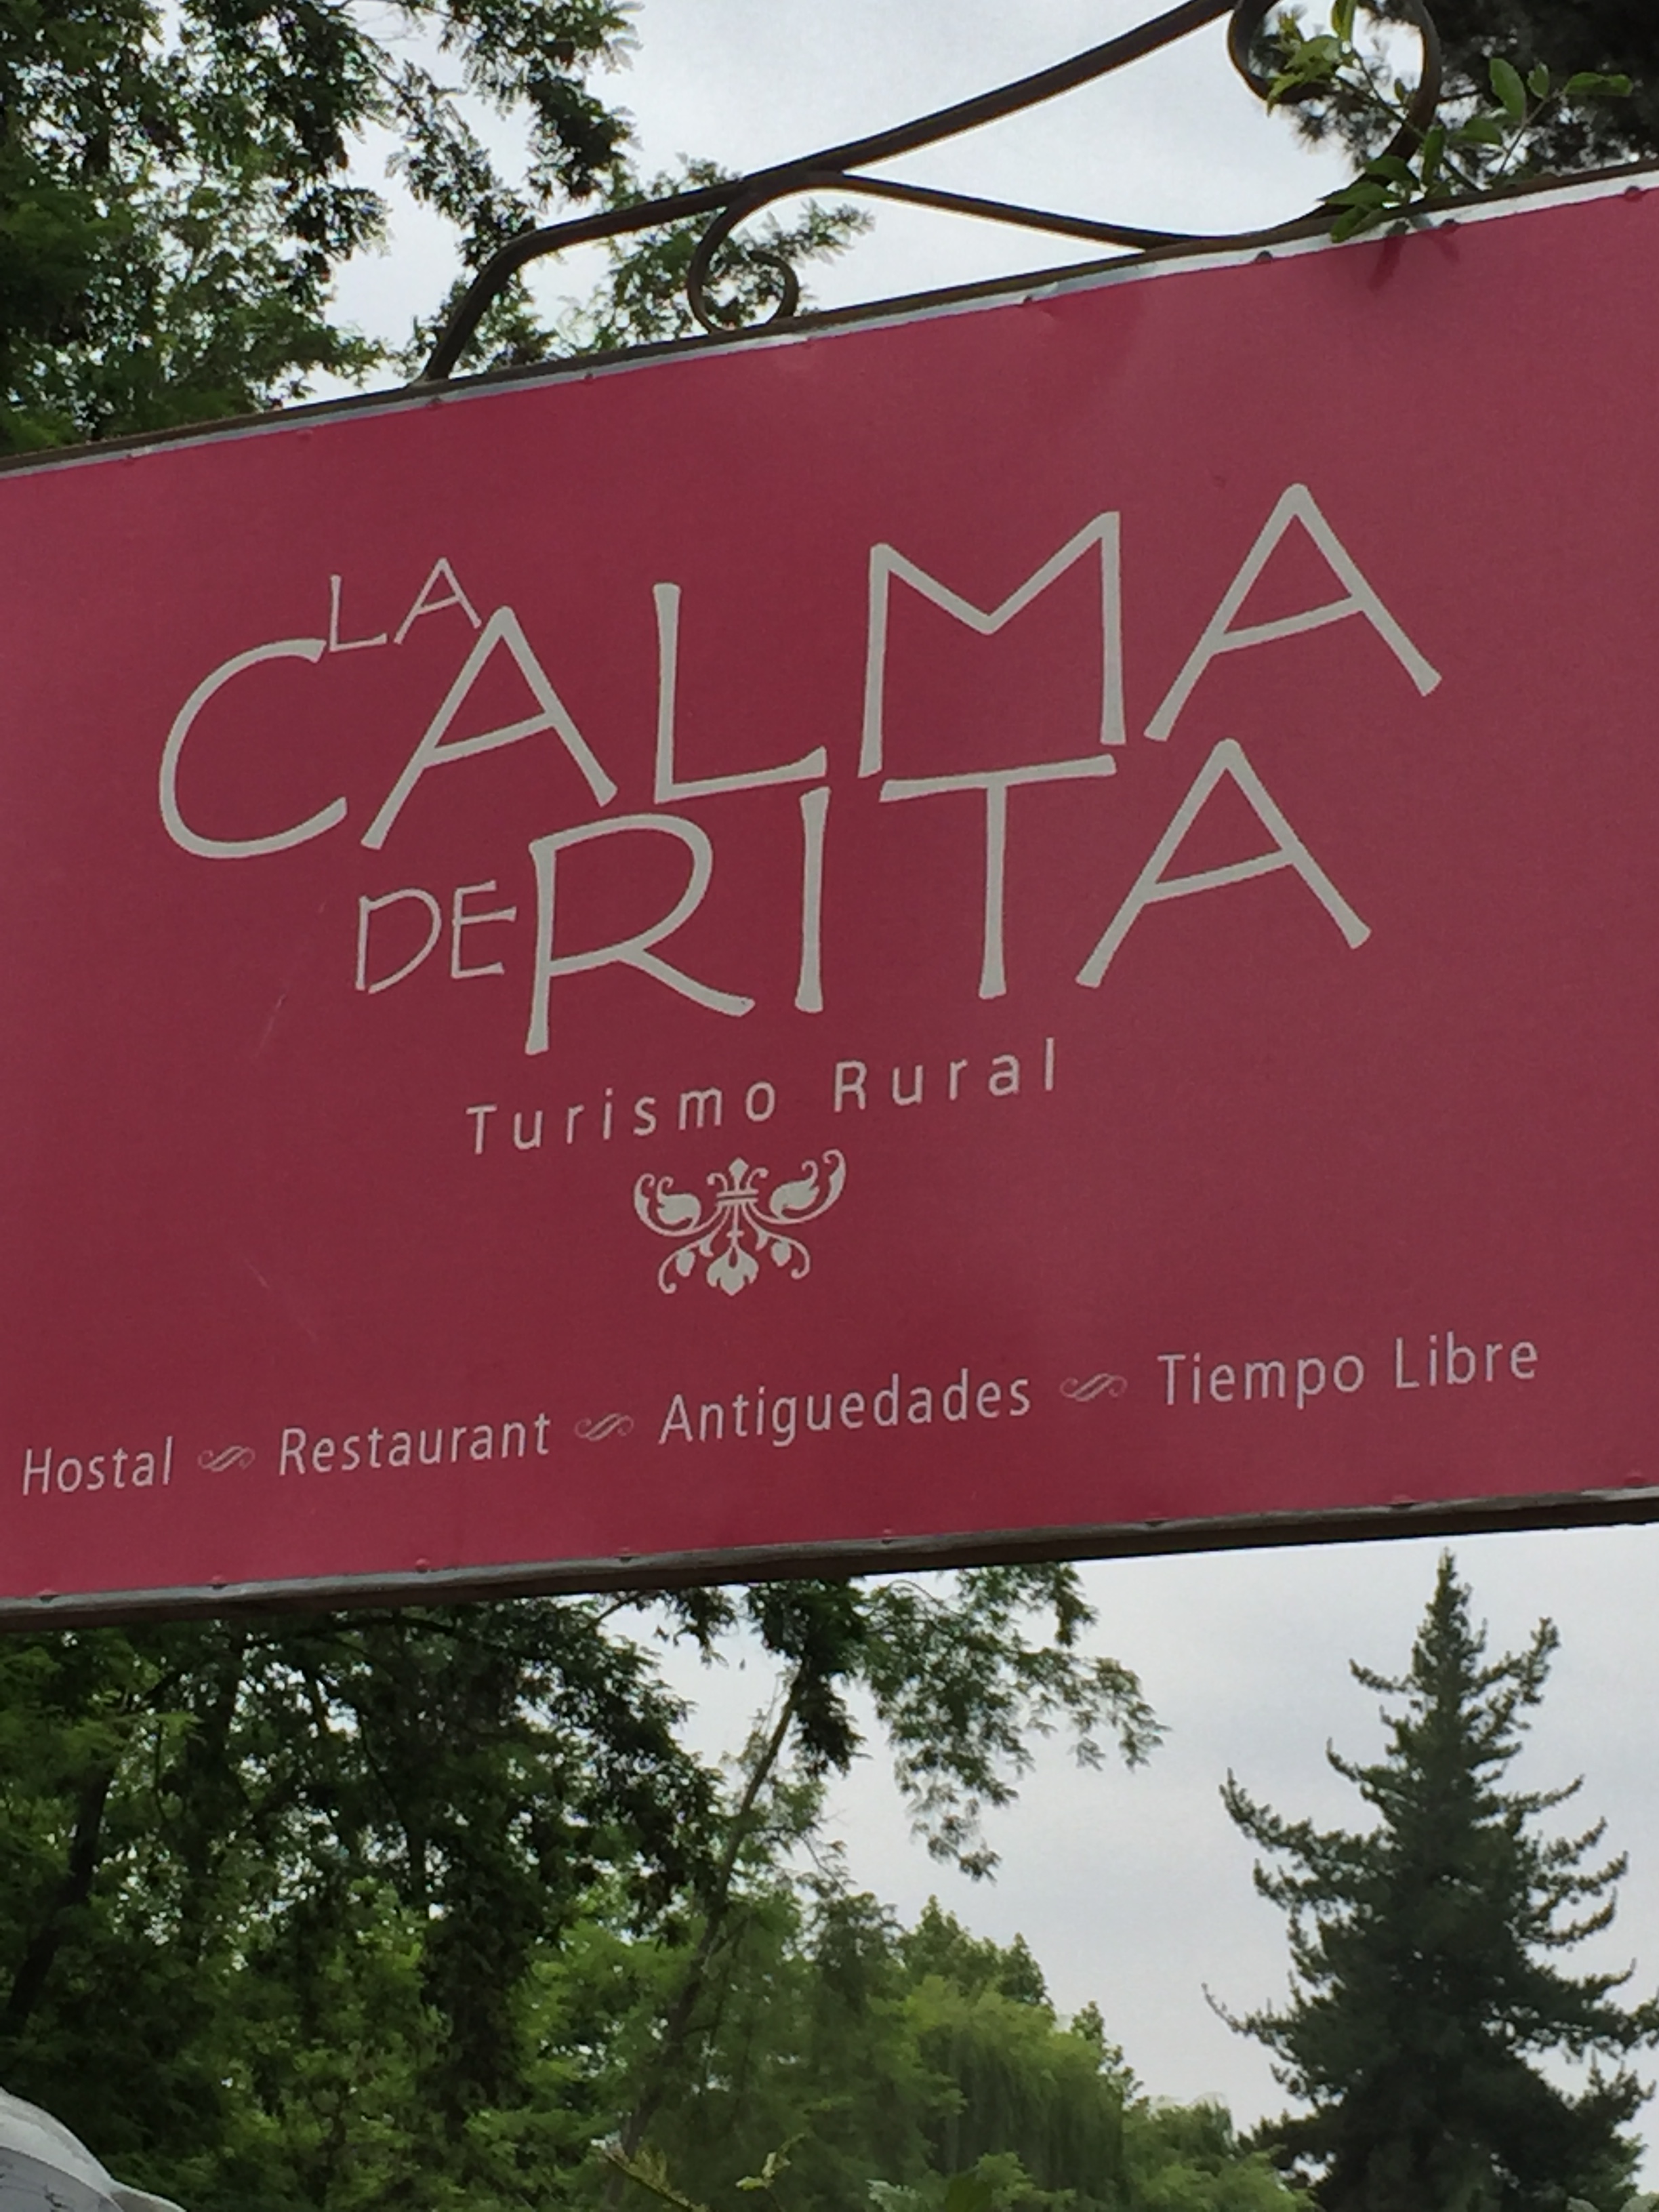 LA
CALMA
DE RITA
Turismo Rural
Hostal Restaurant Antiguedades Tiempo Libre